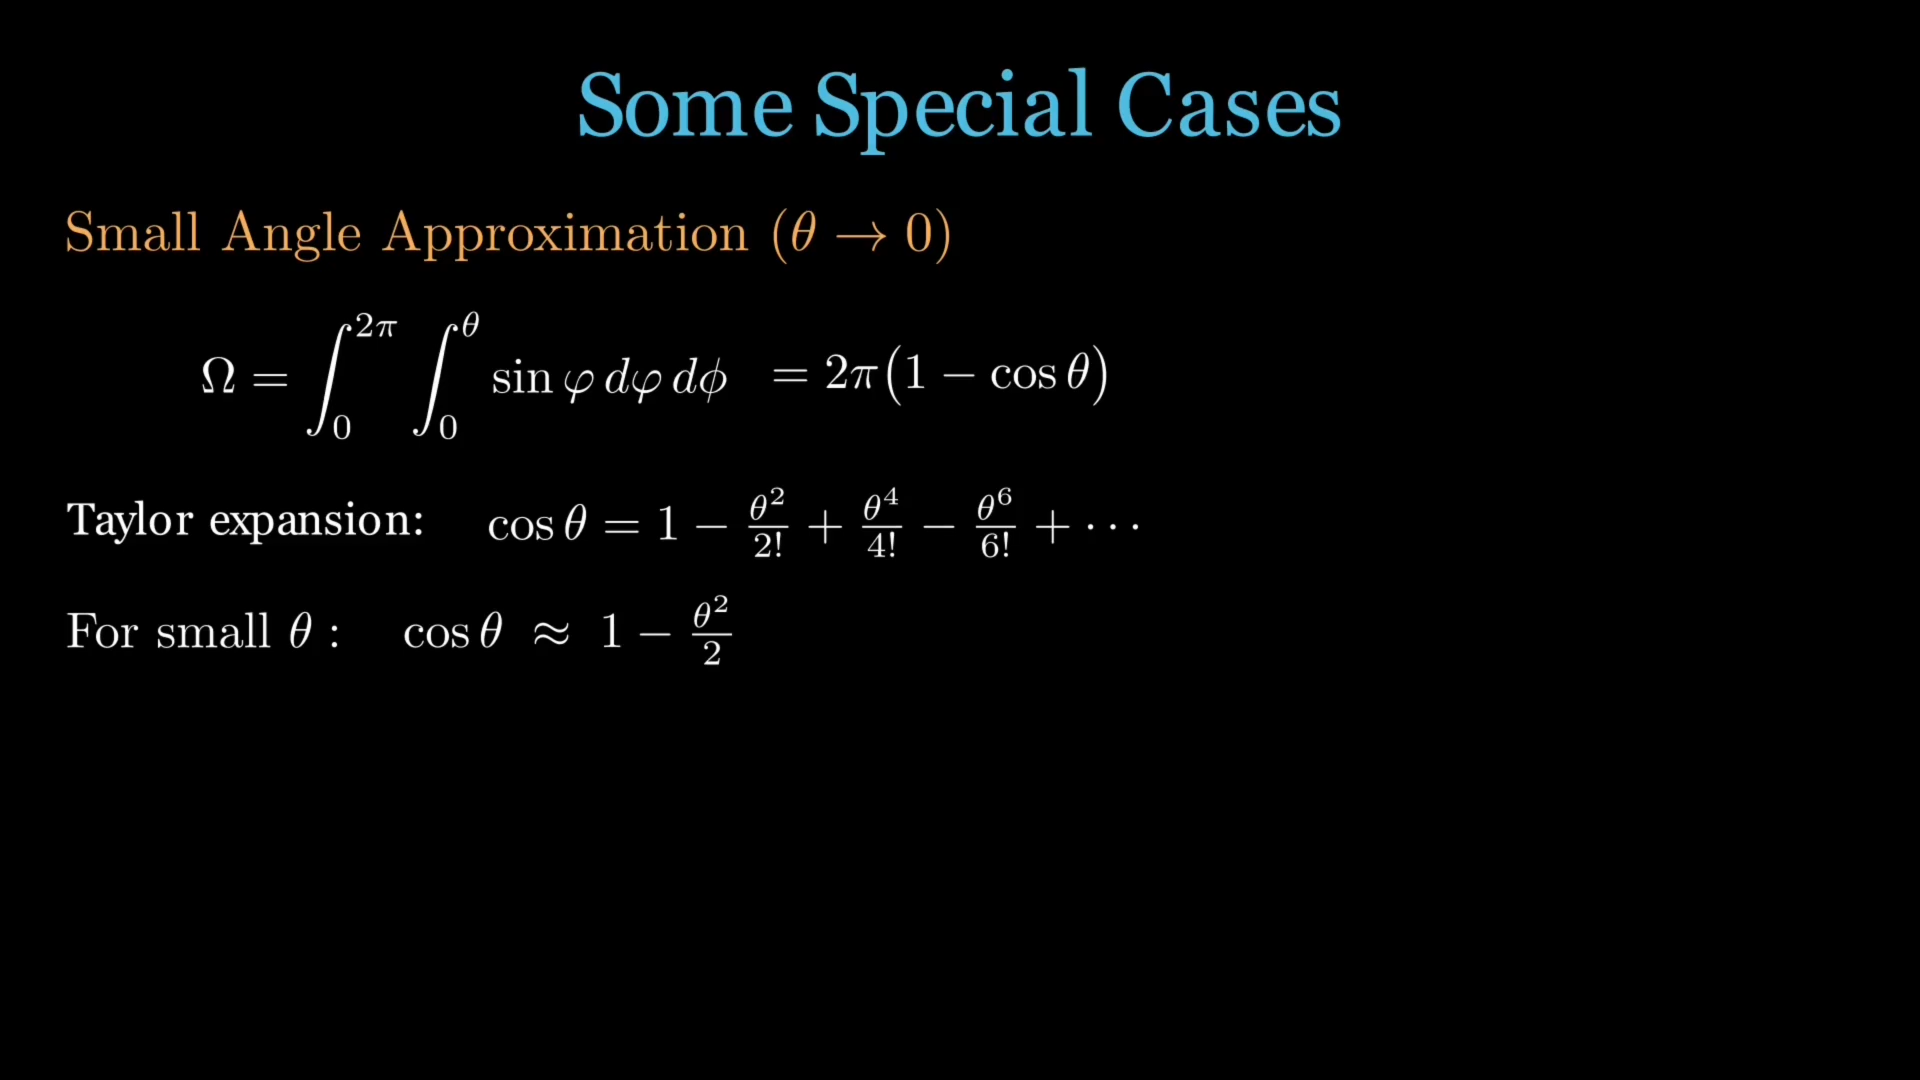 Some Special Cases
Small Angle Approximation (θ → 0)
Ω = ∫₀^{2π} ∫₀^{θ} sin φ dφ dϕ = 2π(1 − cos θ)
Taylor expansion: cos θ = 1 − θ²/2! + θ⁴/4! − θ⁶/6! + ⋯
For small θ : cos θ ≈ 1 − θ²/2